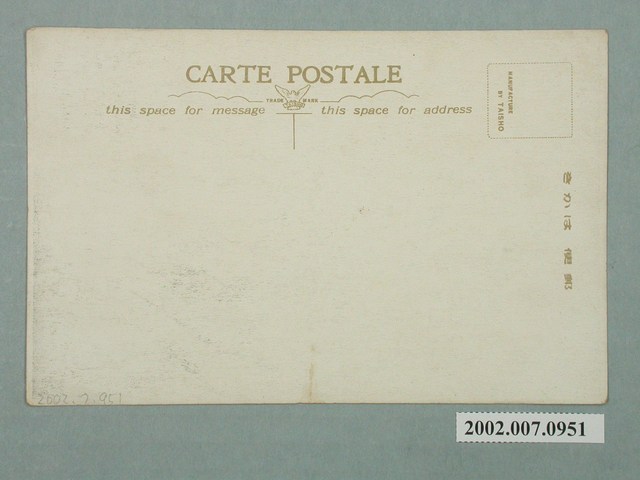 CARTE POSTALE
TRADE MARK
this space for message
this space for address
MANUFACTURE
BY TAISHO
きかは便郵
2002.7.951
2002.007.0951